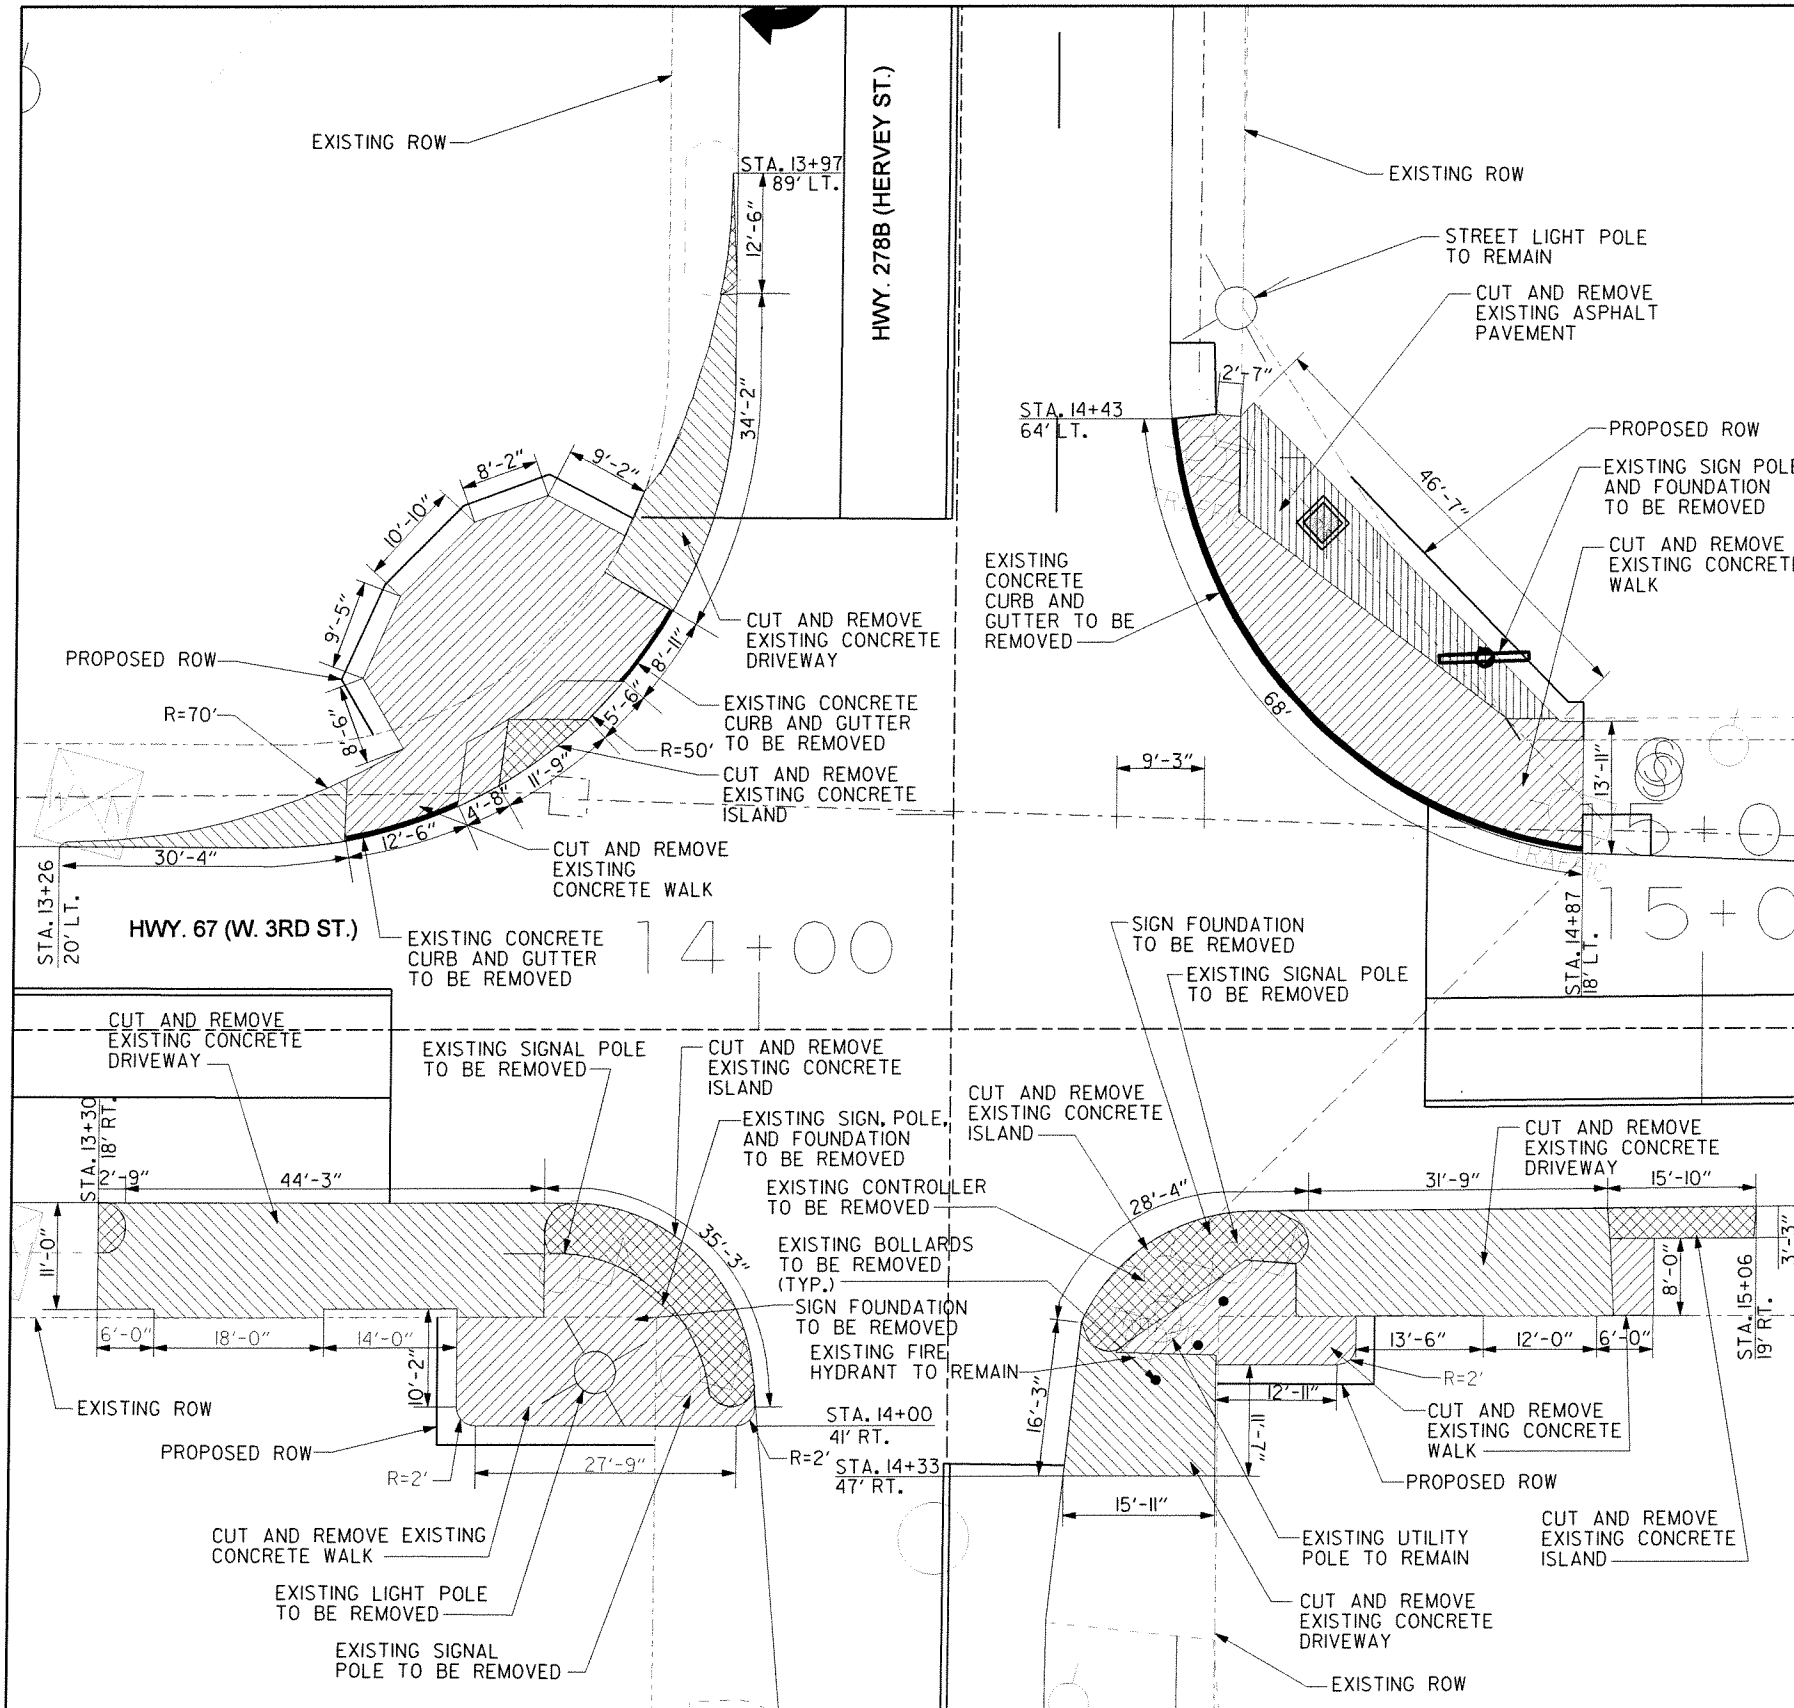 EXISTING ROW
STA. 13+97
89' LT.
12'-6"
HWY. 278B (HERVEY ST.)
34'-2"
9'-2"
8'-2"
10'-10"
9'-5"
8'-6"
PROPOSED ROW
R=70'
CUT AND REMOVE
EXISTING CONCRETE
DRIVEWAY
8'-11"
5'-6"
EXISTING CONCRETE
CURB AND GUTTER
TO BE REMOVED
R=50'
11'-9"
4'-8"
12'-6"
30'-4"
CUT AND REMOVE
EXISTING CONCRETE
ISLAND
CUT AND REMOVE
EXISTING
CONCRETE WALK
STA. 13+26
20' LT.
HWY. 67 (W. 3RD ST.)
EXISTING CONCRETE
CURB AND GUTTER
TO BE REMOVED
14+00
EXISTING ROW
STREET LIGHT POLE
TO REMAIN
CUT AND REMOVE
EXISTING ASPHALT
PAVEMENT
2'-7"
STA. 14+43
64' LT.
PROPOSED ROW
46'-7"
EXISTING SIGN POLE
AND FOUNDATION
TO BE REMOVED
CUT AND REMOVE
EXISTING CONCRETE
WALK
TRAFFIC
EXISTING
CONCRETE
CURB AND
GUTTER TO BE
REMOVED
68'
9'-3"
13'-11"
15+0
TRAFFIC
STA. 14+87
18' LT.
15+0
SIGN FOUNDATION
TO BE REMOVED
EXISTING SIGNAL POLE
TO BE REMOVED
CUT AND REMOVE
EXISTING CONCRETE
DRIVEWAY
EXISTING SIGNAL POLE
TO BE REMOVED
CUT AND REMOVE
EXISTING CONCRETE
ISLAND
STA. 13+30
18' RT.
2'-9"
44'-3"
35'-3"
11'-0"
EXISTING SIGN, POLE,
AND FOUNDATION
TO BE REMOVED
EXISTING CONTROLLER
TO BE REMOVED
EXISTING BOLLARDS
TO BE REMOVED
(TYP.)
SIGN FOUNDATION
TO BE REMOVED
EXISTING FIRE
HYDRANT TO REMAIN
6'-0"
18'-0"
14'-0"
10'-2"
EXISTING ROW
PROPOSED ROW
R=2'
27'-9"
R=2'
STA. 14+00
41' RT.
STA. 14+33
47' RT.
CUT AND REMOVE EXISTING
CONCRETE WALK
EXISTING LIGHT POLE
TO BE REMOVED
EXISTING SIGNAL
POLE TO BE REMOVED
CUT AND REMOVE
EXISTING CONCRETE
ISLAND
28'-4"
CUT AND REMOVE
EXISTING CONCRETE
DRIVEWAY
31'-9"
15'-10"
3'-3"
8'-0"
STA. 15+06
19' RT.
13'-6"
12'-0"
6'-0"
R=2'
12'-11"
16'-3"
11'-7"
15'-11"
CUT AND REMOVE
EXISTING CONCRETE
WALK
PROPOSED ROW
EXISTING UTILITY
POLE TO REMAIN
CUT AND REMOVE
EXISTING CONCRETE
ISLAND
CUT AND REMOVE
EXISTING CONCRETE
DRIVEWAY
EXISTING ROW